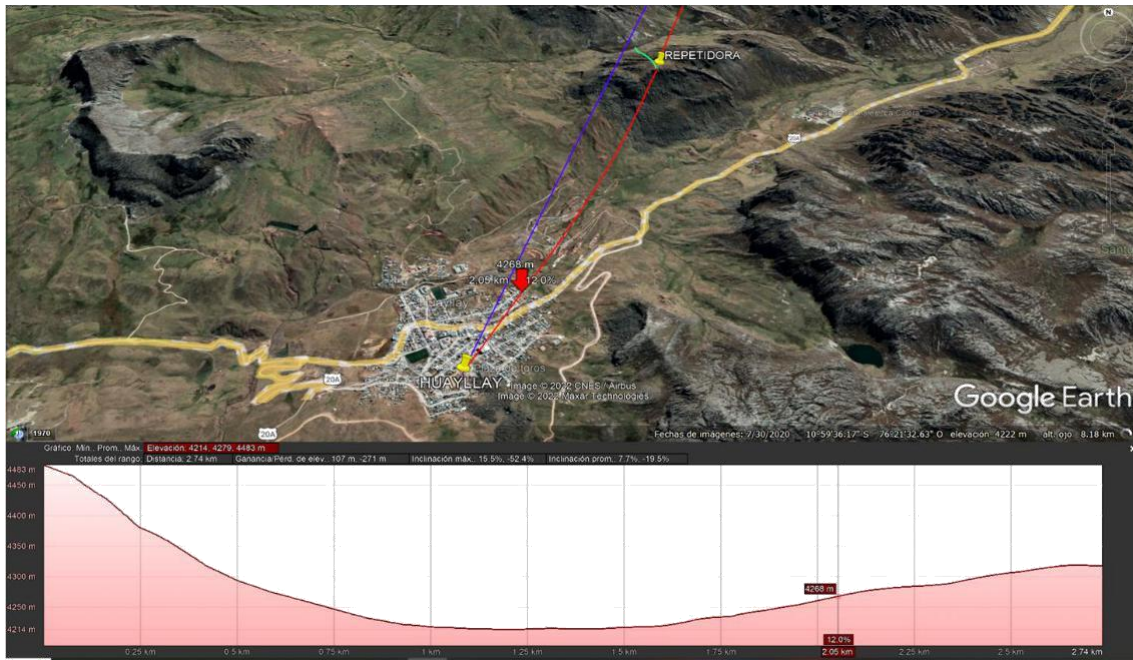 N
REPETIDORA
20A
4268 m
2.05 km 12.0%
HUAYLLAY
Image © 2022 CNES / Airbus
Image © 2022 Maxar Technologies
20A
20A
Google Earth
1970
Fechas de imágenes: 7/30/2020 10°59'36.17" S 76°21'32.63" O elevación 4222 m alt. ojo 8.18 km
Gráfico: Mín., Prom., Máx. Elevación: 4214, 4279, 4483 m
Totales del rango: Distancia: 2.74 km Ganancia/Pérd. de elev.: 107 m, -271 m Inclinación máx.: 15.5%, -52.4% Inclinación prom.: 7.7%, -19.5%
4483 m
4450 m
4400 m
4350 m
4300 m
4268 m
4250 m
4214 m
12.0%
0.25 km 0.5 km 0.75 km 1 km 1.25 km 1.5 km 1.75 km 2.05 km 2.25 km 2.5 km 2.74 km